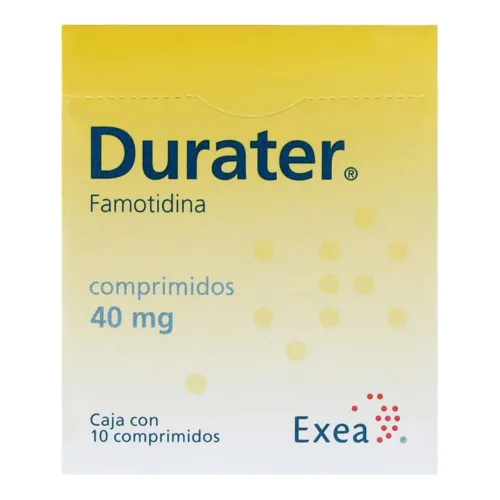 Durater®
Famotidina
comprimidos
40 mg
Caja con
10 comprimidos
Exea®